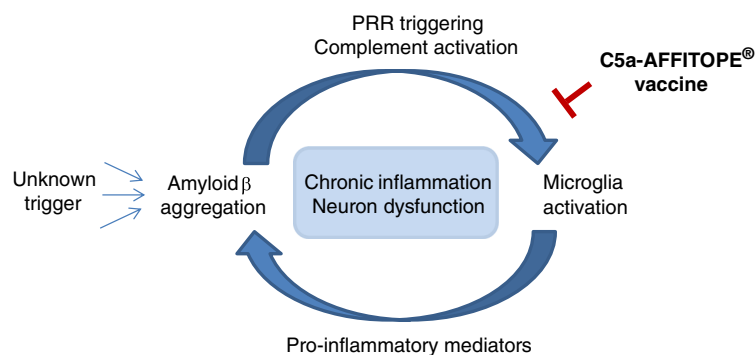 PRR triggering
Complement activation
C5a-AFFITOPE®
vaccine
Unknown
trigger
Amyloid β
aggregation
Chronic inflammation
Neuron dysfunction
Microglia
activation
Pro-inflammatory mediators